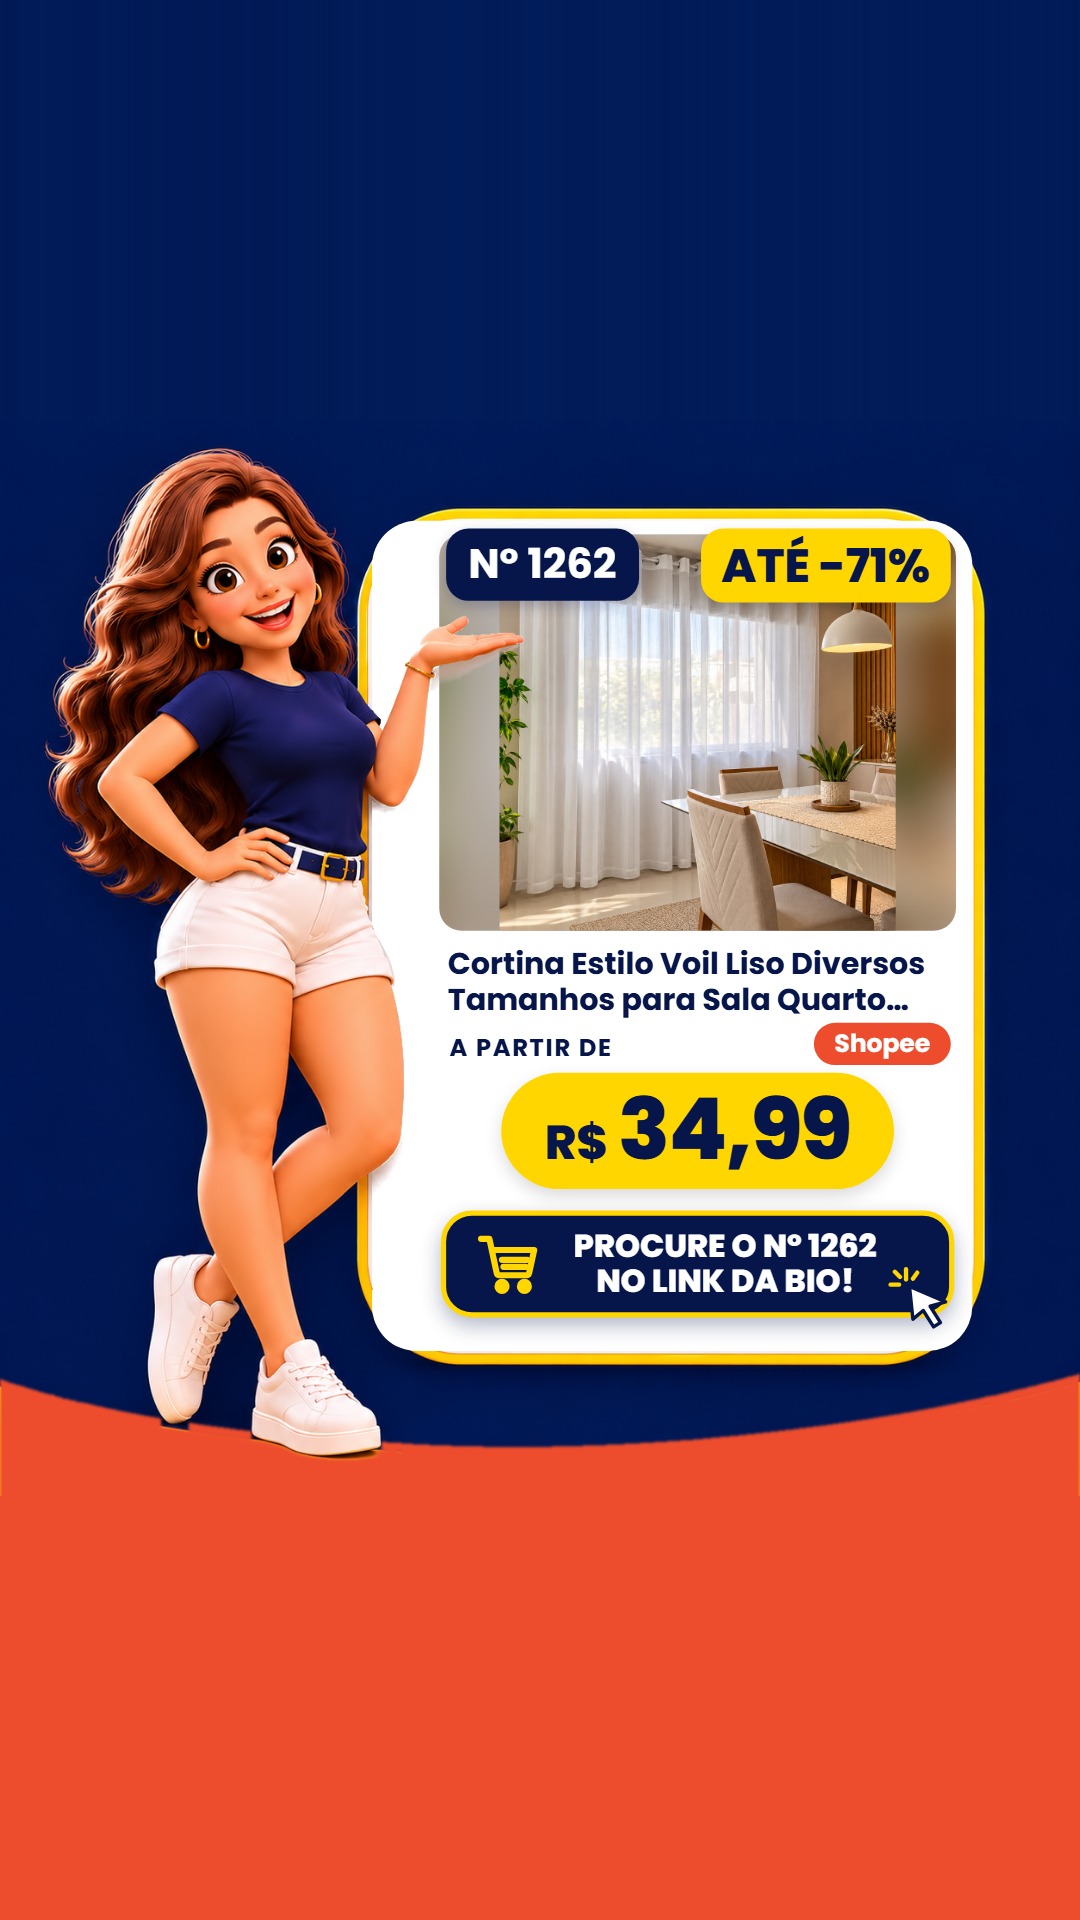 Nº 1262
ATÉ -71%
Cortina Estilo Voil Liso Diversos
Tamanhos para Sala Quarto...
A PARTIR DE
Shopee
R$ 34,99
PROCURE O Nº 1262
NO LINK DA BIO!